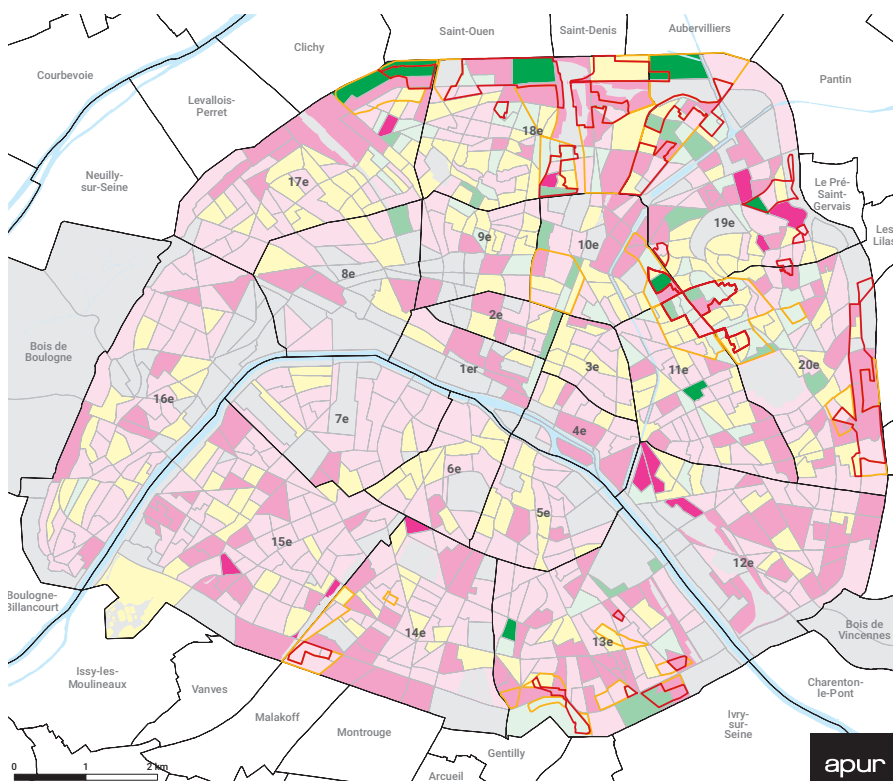 Saint-Ouen
Saint-Denis
Aubervilliers
Clichy
Courbevoie
Pantin
Levallois-
Perret
18e
Neuilly-
sur-Seine
17e
Le Pré-
Saint-
Gervais
19e
Les
Lilas
9e
10e
8e
2e
Bois de
Boulogne
1er
3e
11e
20e
16e
7e
4e
6e
5e
15e
12e
Boulogne-
Billancourt
14e
13e
Bois de
Vincennes
Issy-les-
Moulineaux
Vanves
Charenton-
le-Pont
Malakoff
Ivry-
sur-
Seine
Montrouge
Gentilly
Arcueil
0 1 2 km
apur